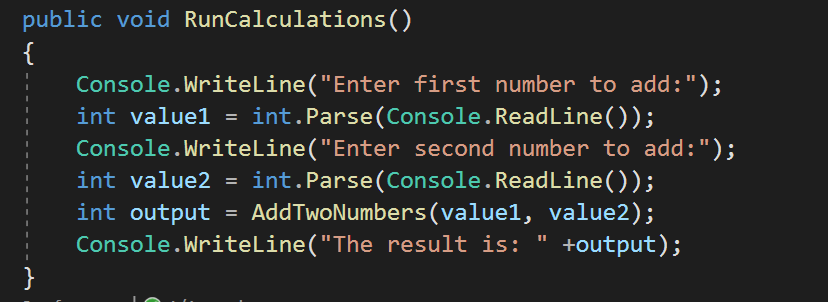 public void RunCalculations()
{
Console.WriteLine("Enter first number to add:");
int value1 = int.Parse(Console.ReadLine());
Console.WriteLine("Enter second number to add:");
int value2 = int.Parse(Console.ReadLine());
int output = AddTwoNumbers(value1, value2);
Console.WriteLine("The result is: " +output);
}